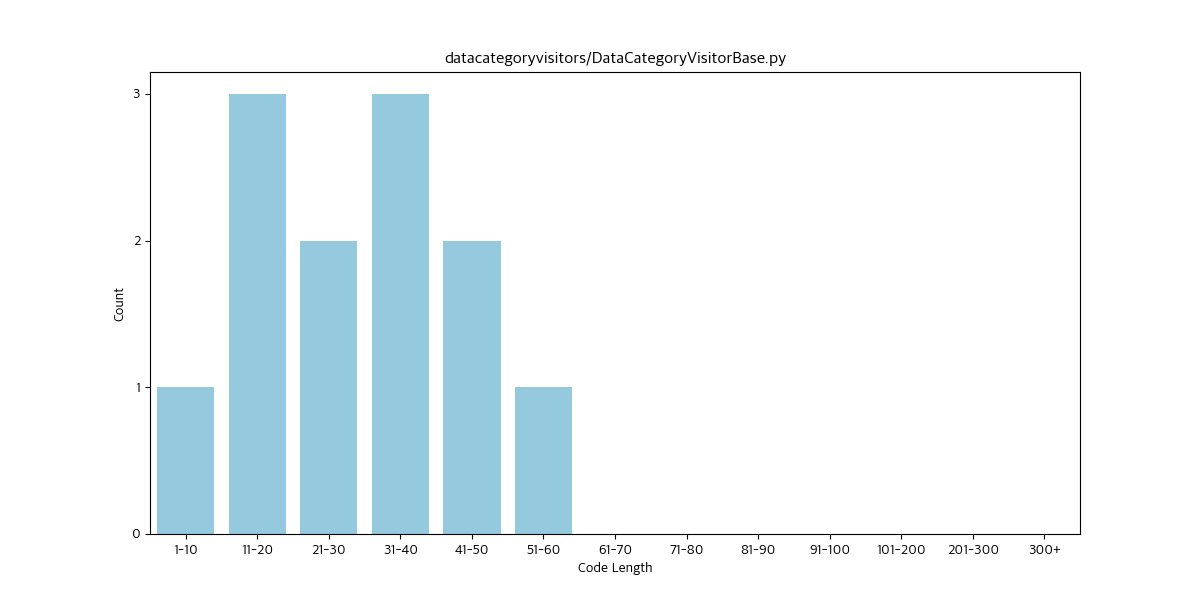 datacategoryvisitors/DataCategoryVisitorBase.py
3
2
1
0
Count
1-10 11-20 21-30 31-40 41-50 51-60 61-70 71-80 81-90 91-100 101-200 201-300 300+
Code Length